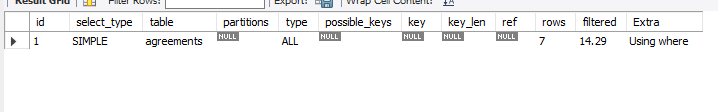 Result Grid Filter Rows: Export: Wrap Cell Content:
id select_type table partitions type possible_keys key key_len ref rows filtered Extra
1 SIMPLE agreements NULL ALL NULL NULL NULL NULL 7 14.29 Using where